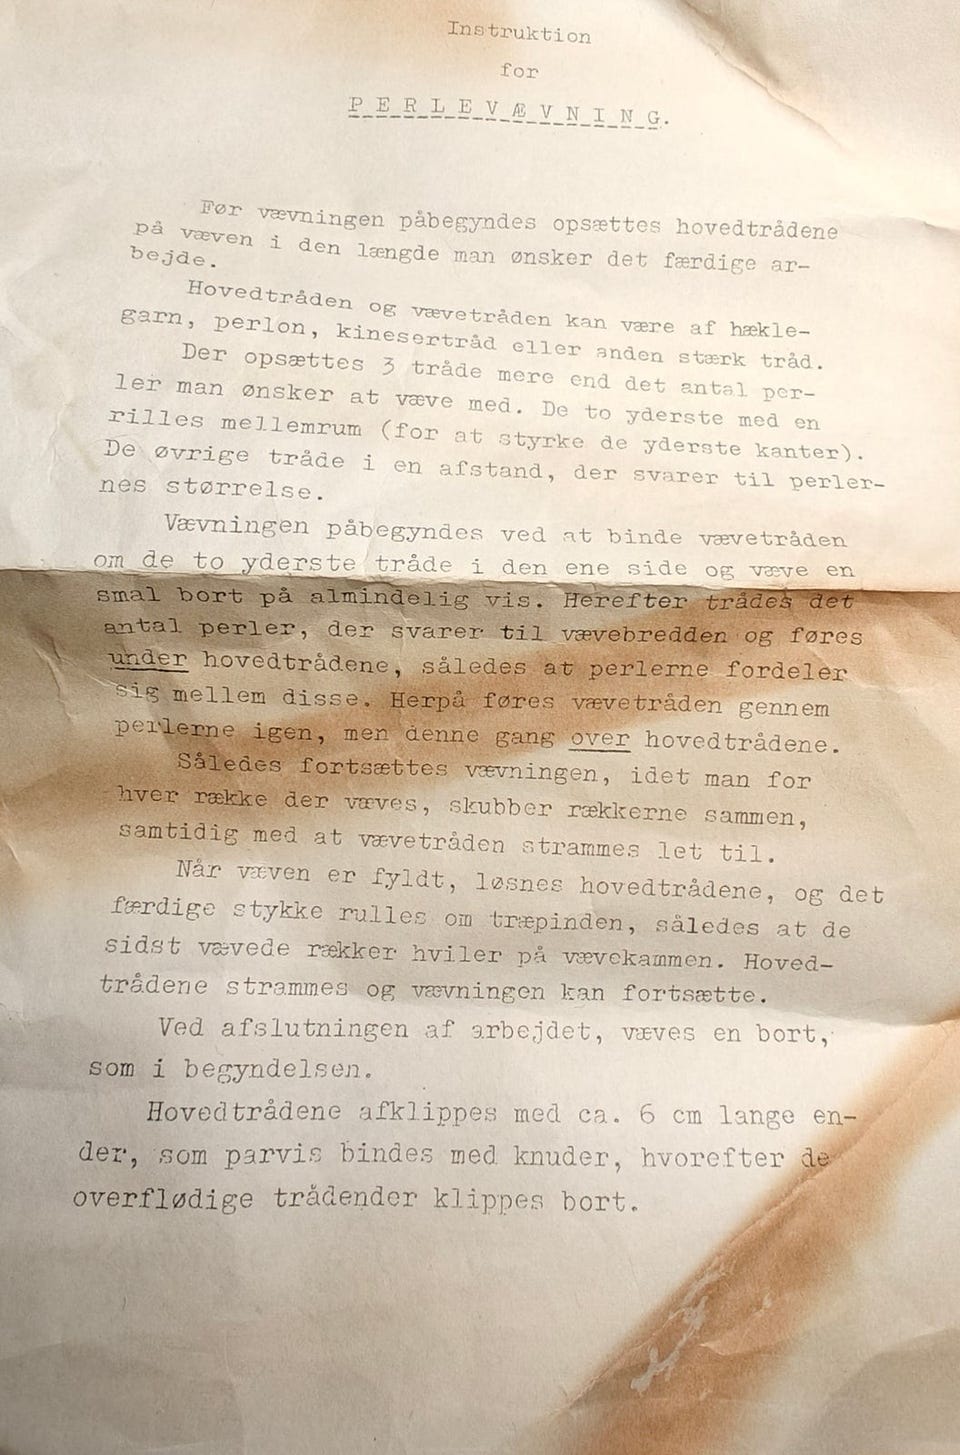 Instruktion
for
PERLEVÆVNING.
Før vævningen påbegyndes opsættes hovedtrådene
på væven i den længde man ønsker det færdige ar-
bejde.
Hovedtråden og vævetråden kan være af hækle-
garn, perlon, kinesertråd eller anden stærk tråd.
Der opsættes 3 tråde mere end det antal per-
ler man ønsker at væve med. De to yderste med en
rilles mellemrum (for at styrke de yderste kanter).
De øvrige tråde i en afstand, der svarer til perler-
nes størrelse.
Vævningen påbegyndes ved at binde vævetråden
om de to yderste tråde i den ene side og væve en
smal bort på almindelig vis. Herefter trådes det
antal perler, der svarer til vævebredden og føres
under hovedtrådene, således at perlerne fordeler
sig mellem disse. Herpå føres vævetråden gennem
perlerne igen, men denne gang over hovedtrådene.
Således fortsættes vævningen, idet man for
hver række der væves, skubber rækkerne sammen,
samtidig med at vævetråden strammes let til.
Når væven er fyldt, løsnes hovedtrådene, og det
færdige stykke rulles om træpinden, således at de
sidst vævede rækker hviler på vævekammen. Hoved-
trådene strammes og vævningen kan fortsætte.
Ved afslutningen af arbejdet, væves en bort,
som i begyndelsen.
Hovedtrådene afklippes med ca. 6 cm lange en-
der, som parvis bindes med knuder, hvorefter de
overflødige trådender klippes bort.